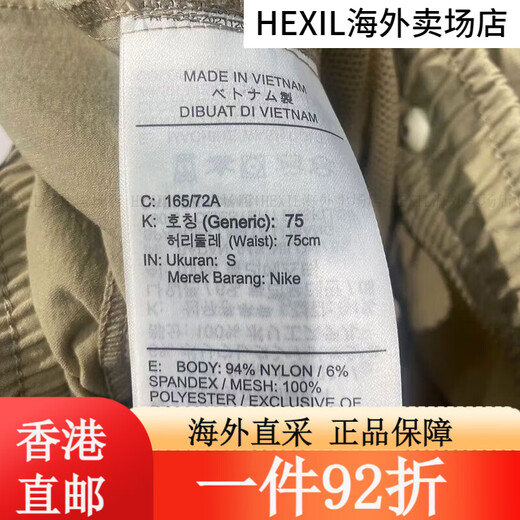 HEXIL海外卖场店
MADE IN VIETNAM
ベトナム製
DIBUAT DI VIETNAM
C: 165/72A
K: 호칭 (Generic): 75
허리둘레 (Waist): 75cm
IN: Ukuran: S
Merek Barang: Nike
E: BODY: 94% NYLON / 6%
SPANDEX / MESH: 100%
POLYESTER / EXCLUSIVE OF
香港
直邮
海外直采 正品保障
一件92折